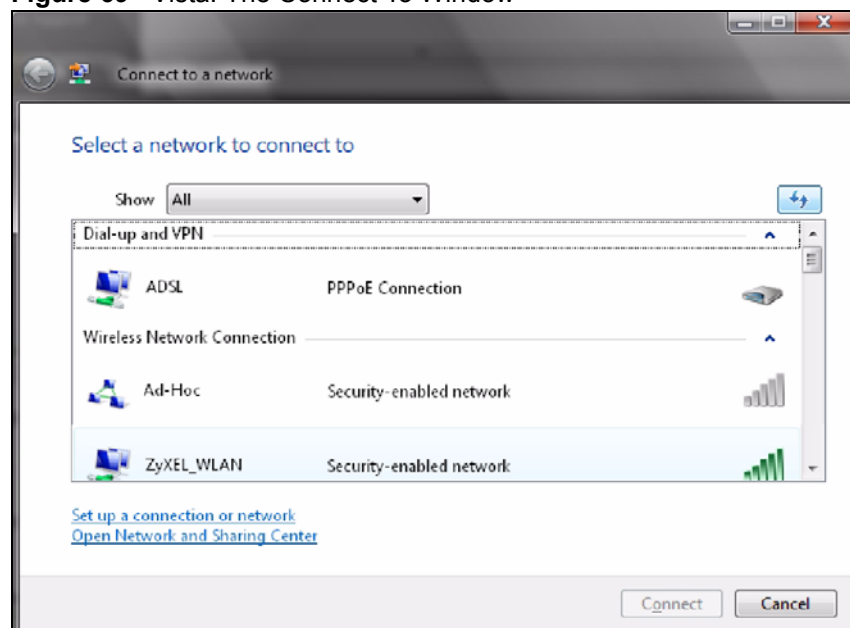 Connect to a network
Select a network to connect to
Show All
Dial-up and VPN
ADSL PPPoE Connection
Wireless Network Connection
Ad-Hoc Security-enabled network
ZyXEL_WLAN Security-enabled network
Set up a connection or network
Open Network and Sharing Center
Connect Cancel